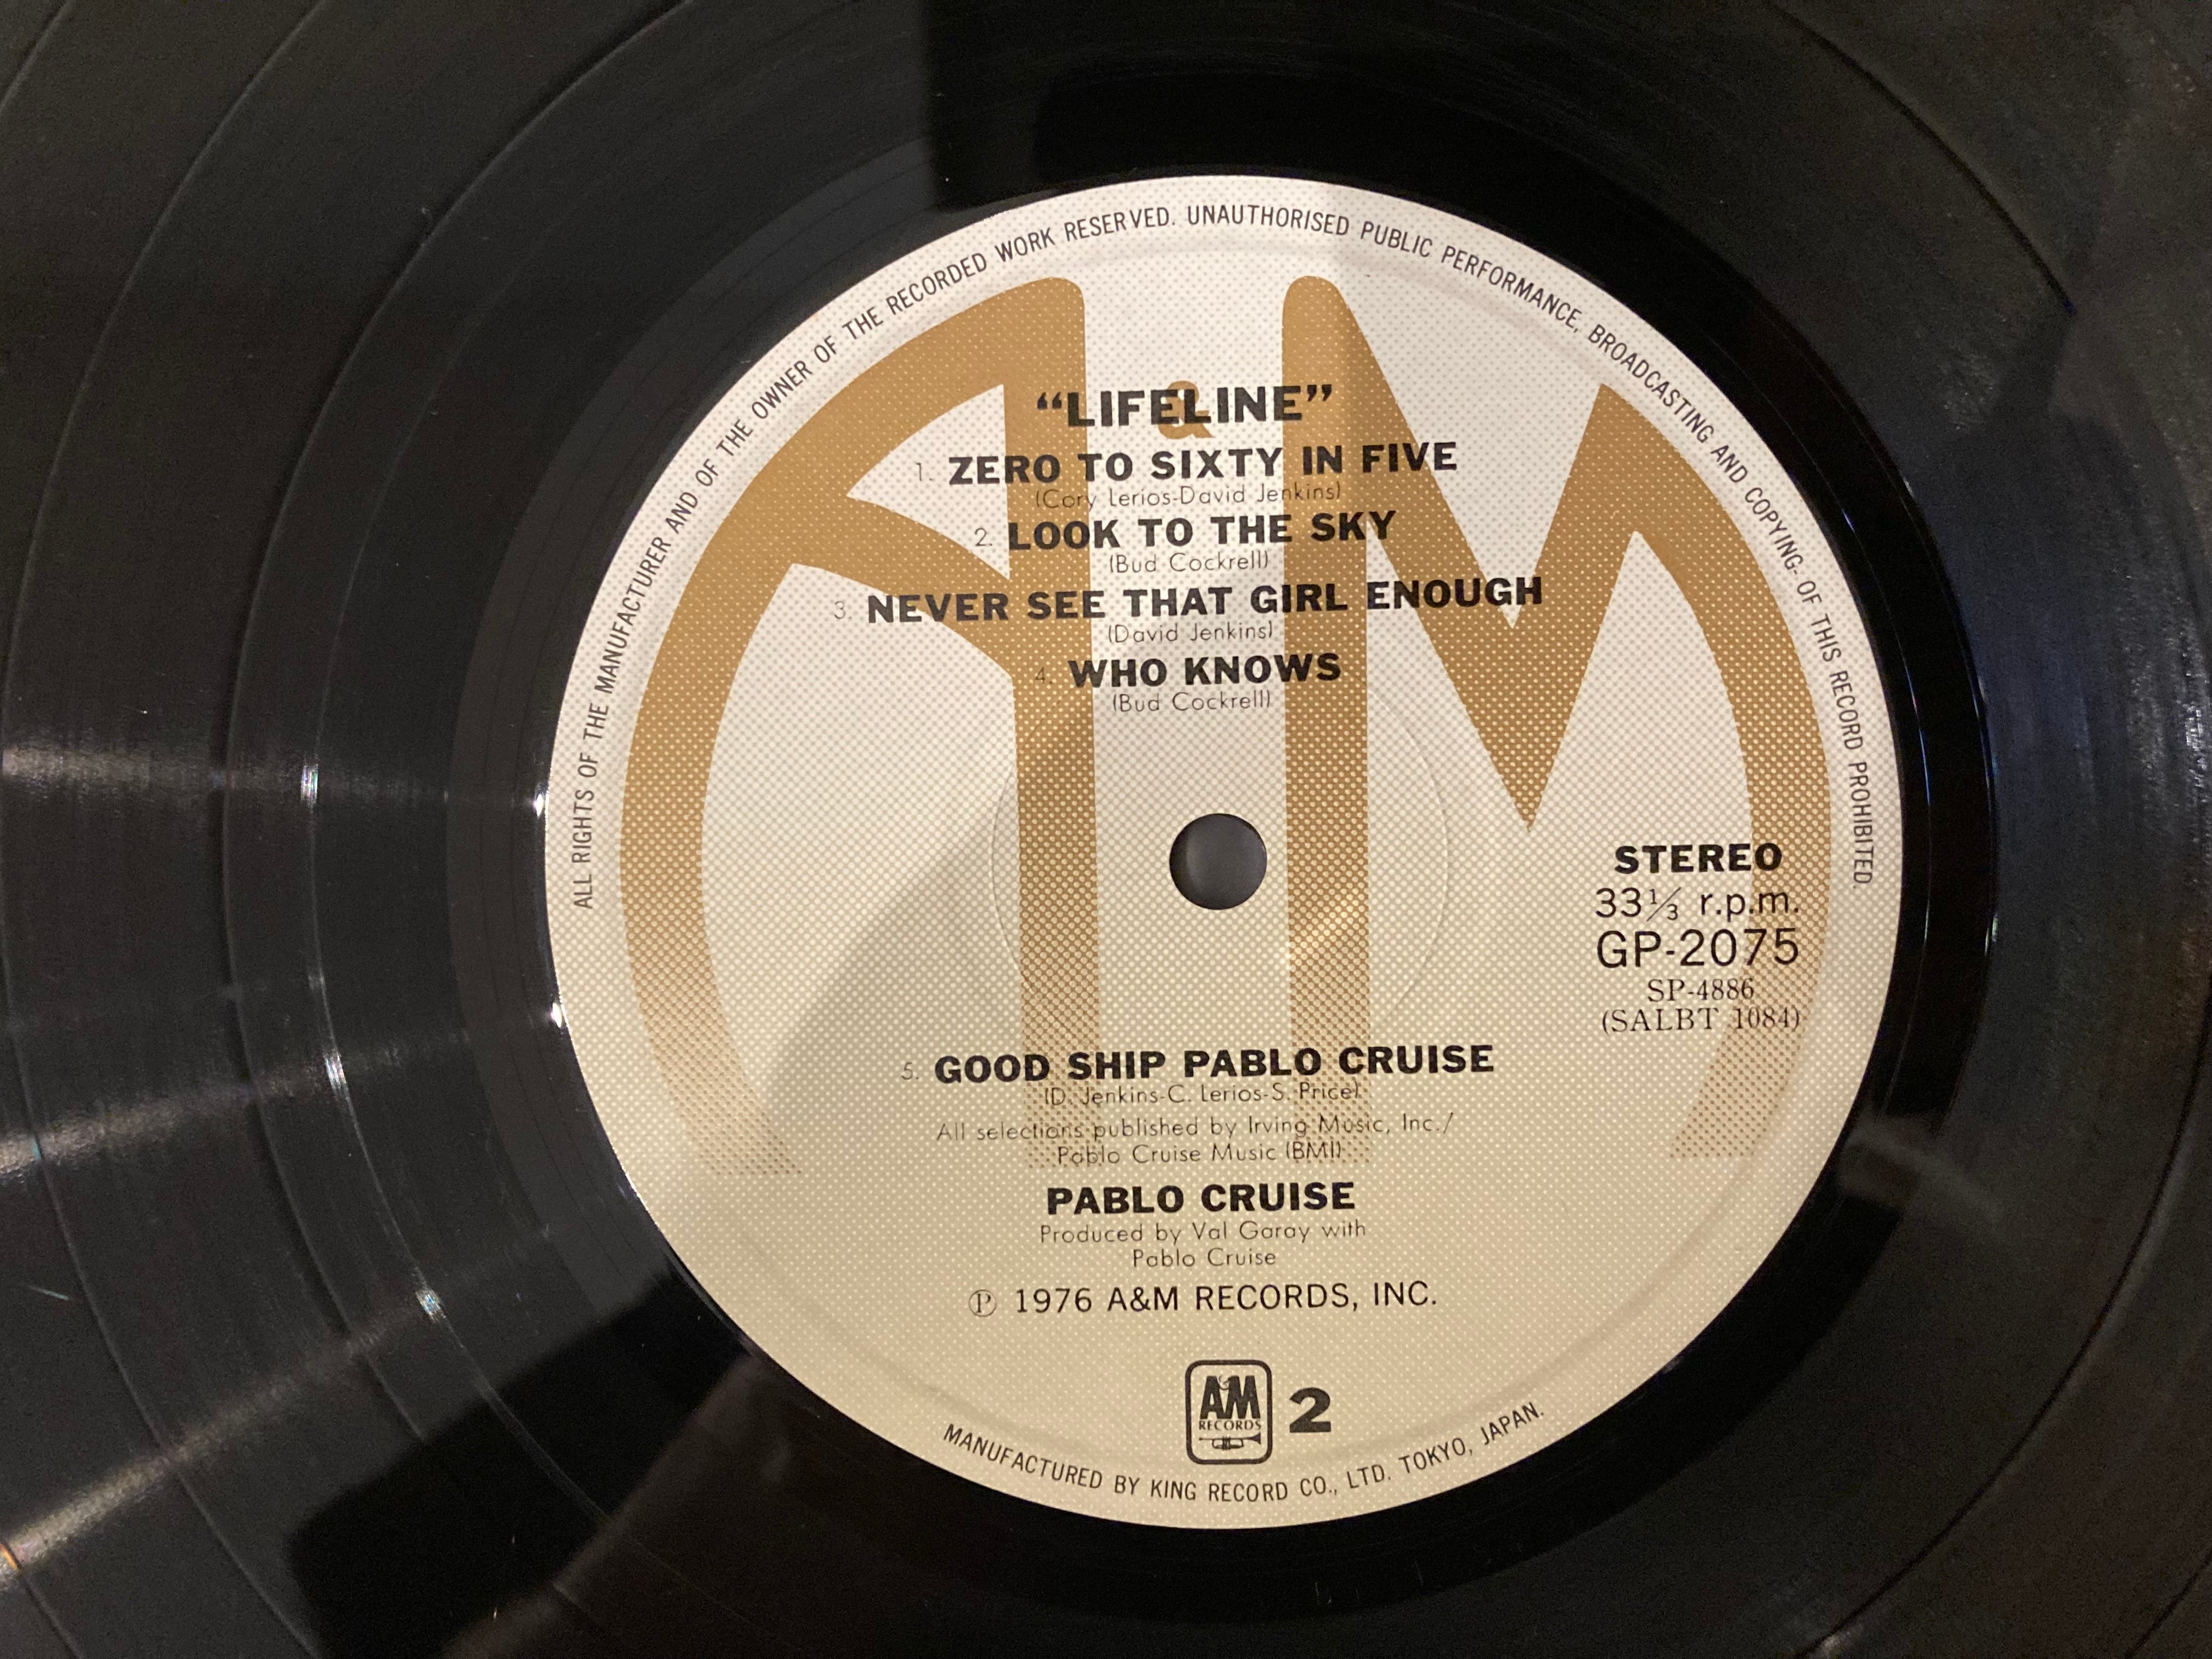 ALL RIGHTS OF THE MANUFACTURER AND OF THE OWNER OF THE RECORDED WORK RESERVED. UNAUTHORISED PUBLIC PERFORMANCE, BROADCASTING AND COPYING- OF THIS RECORD PROHIBITED.
A&M
“LIFELINE”
1. ZERO TO SIXTY IN FIVE
(Cory Lerios-David Jenkins)
2. LOOK TO THE SKY
(Bud Cockrell)
3. NEVER SEE THAT GIRL ENOUGH
(David Jenkins)
4. WHO KNOWS
(Bud Cockrell)
STEREO
33⅓ r.p.m.
GP-2075
SP-4886
(SALBT 1084)
5. GOOD SHIP PABLO CRUISE
(D. Jenkins-C. Lerios-S. Price)
All selections published by Irving Music, Inc./
Pablo Cruise Music (BMI)
PABLO CRUISE
Produced by Val Garay with
Pablo Cruise
Ⓟ 1976 A&M RECORDS, INC.
A&M
RECORDS
2
MANUFACTURED BY KING RECORD CO., LTD. TOKYO, JAPAN.